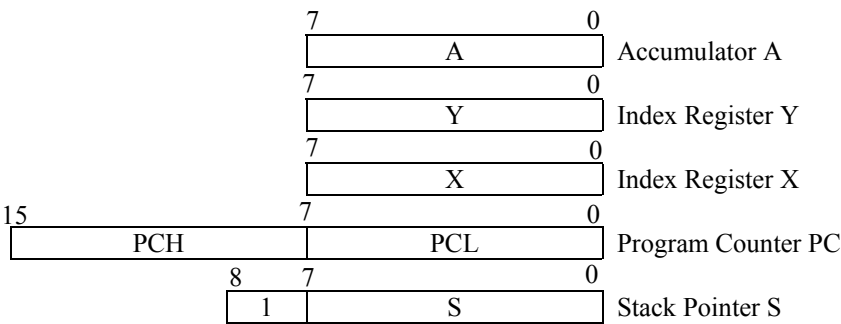 7 0
A Accumulator A
7 0
Y Index Register Y
7 0
X Index Register X
15 7 0
PCH PCL Program Counter PC
8 7 0
1 S Stack Pointer S